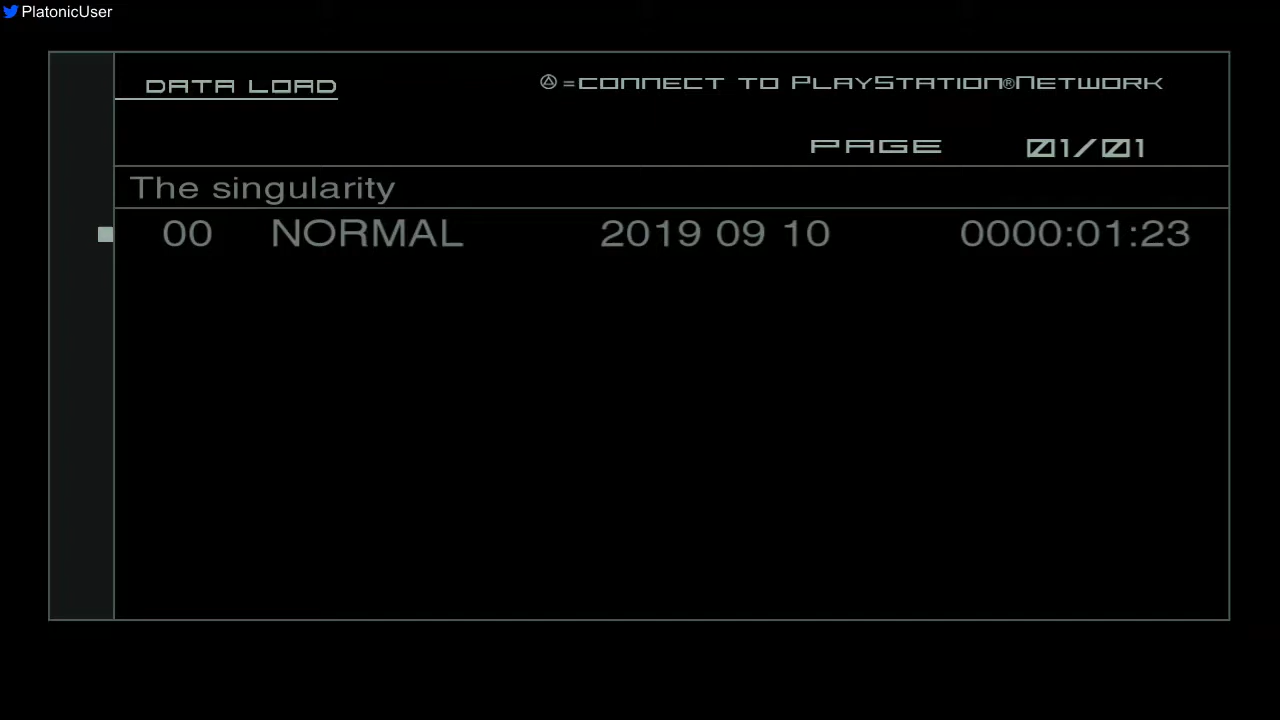 PlatonicUser
DATA LOAD
Ⓐ=CONNECT TO PLAYSTATION®NETWORK
PAGE 01/01
The singularity
00 NORMAL 2019 09 10 0000:01:23